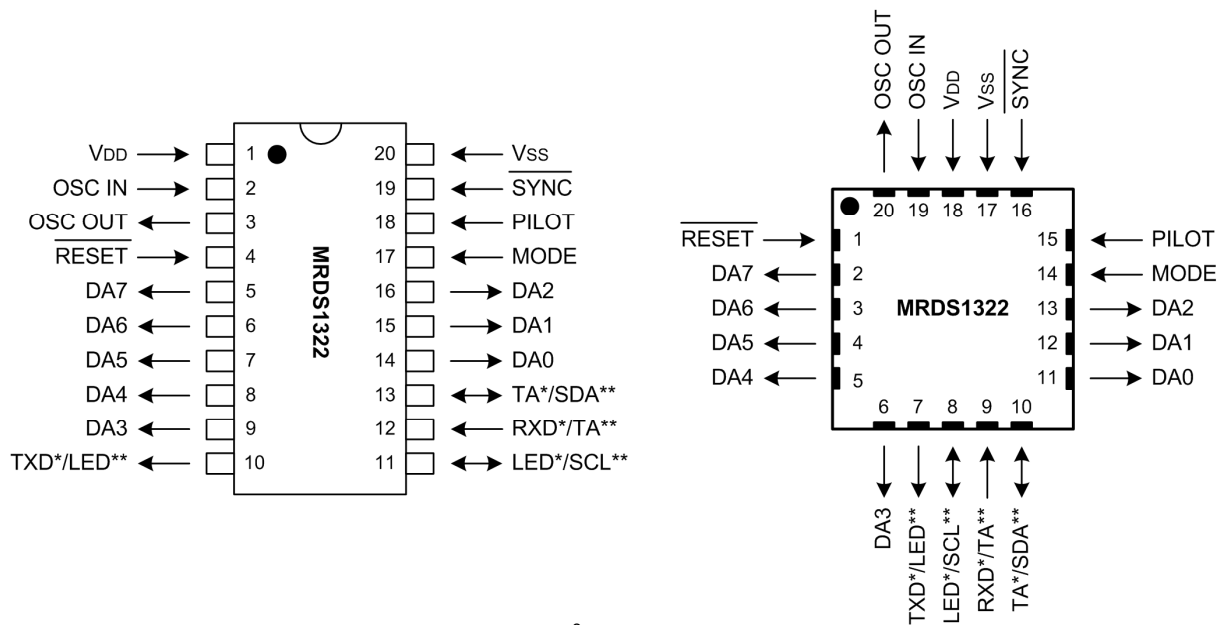 VDD 1 20 VSS
OSC IN 2 19 SYNC
OSC OUT 3 18 PILOT
RESET 4 17 MODE
DA7 5 16 DA2
DA6 6 15 DA1
DA5 7 14 DA0
DA4 8 13 TA*/SDA**
DA3 9 12 RXD*/TA**
TXD*/LED** 10 11 LED*/SCL**
MRDS1322
OSC OUT
OSC IN
VDD
VSS
SYNC
20 19 18 17 16
RESET 1 15 PILOT
DA7 2 14 MODE
DA6 3 MRDS1322 13 DA2
DA5 4 12 DA1
DA4 5 11 DA0
6 7 8 9 10
DA3
TXD*/LED**
LED*/SCL**
RXD*/TA**
TA*/SDA**